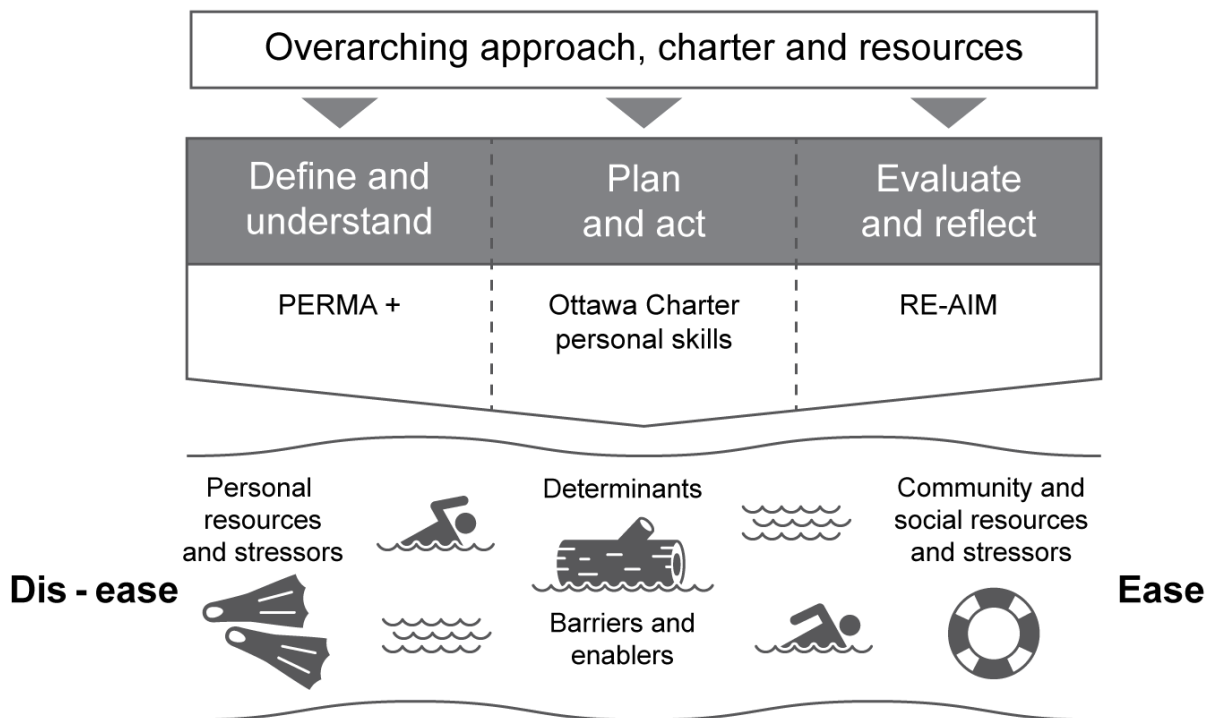 Overarching approach, charter and resources
Define and
understand
Plan
and act
Evaluate
and reflect
PERMA +
Ottawa Charter
personal skills
RE-AIM
Personal
resources
and stressors
Determinants
Community and
social resources
and stressors
Dis - ease
Ease
Barriers and
enablers